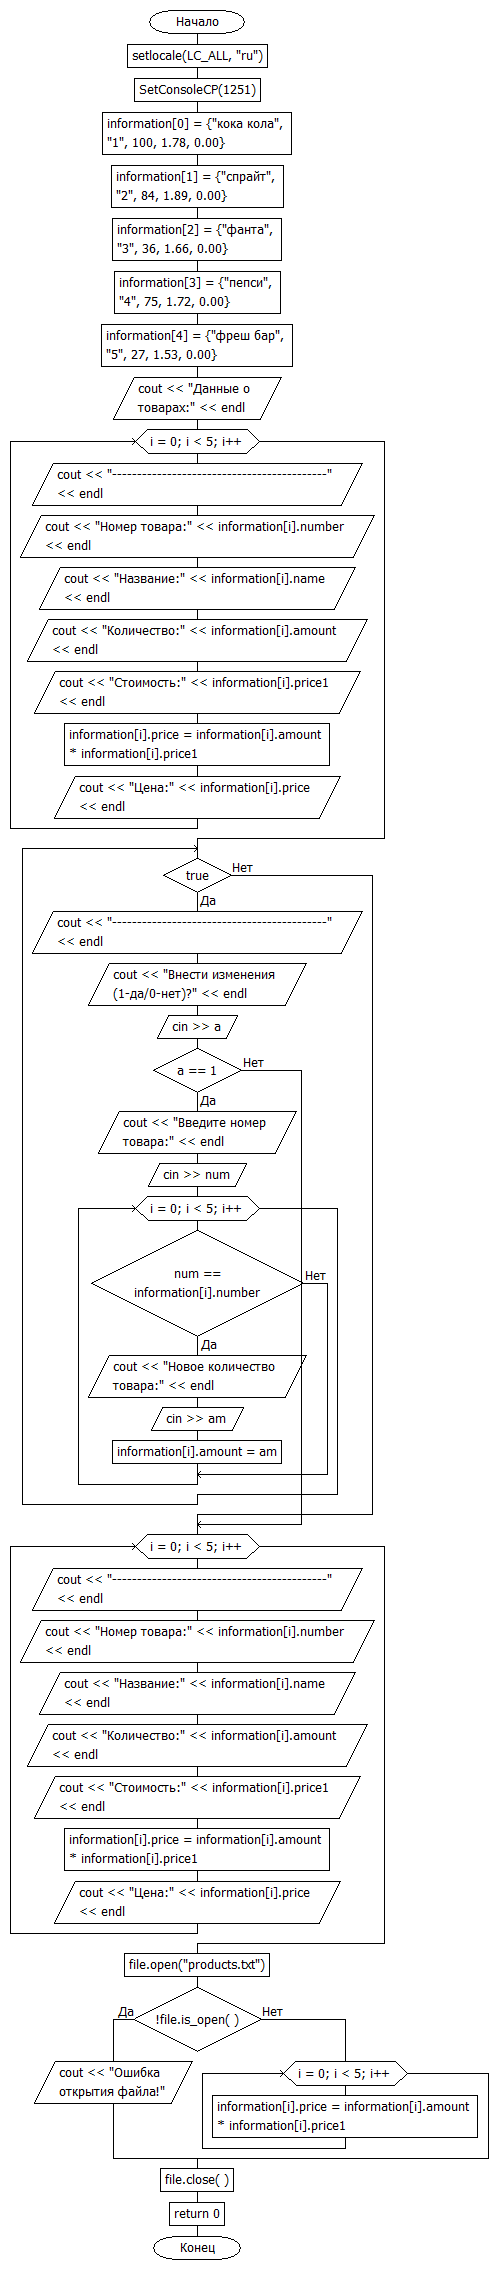 Начало
setlocale(LC_ALL, "ru")
SetConsoleCP(1251)
information[0] = {"кока кола",
"1", 100, 1.78, 0.00}
information[1] = {"спрайт",
"2", 84, 1.89, 0.00}
information[2] = {"фанта",
"3", 36, 1.66, 0.00}
information[3] = {"пепси",
"4", 75, 1.72, 0.00}
information[4] = {"фреш бар",
"5", 27, 1.53, 0.00}
cout << "Данные о
товарах:" << endl
i = 0; i < 5; i++
cout << "-------------------------------------------"
<< endl
cout << "Номер товара:" << information[i].number
<< endl
cout << "Название:" << information[i].name
<< endl
cout << "Количество:" << information[i].amount
<< endl
cout << "Стоимость:" << information[i].price1
<< endl
information[i].price = information[i].amount
* information[i].price1
cout << "Цена:" << information[i].price
<< endl
true
Нет
Да
cout << "-------------------------------------------"
<< endl
cout << "Внести изменения
(1-да/0-нет)?" << endl
cin >> a
a == 1
Нет
Да
cout << "Введите номер
товара:" << endl
cin >> num
i = 0; i < 5; i++
num ==
information[i].number
Нет
Да
cout << "Новое количество
товара:" << endl
cin >> am
information[i].amount = am
i = 0; i < 5; i++
cout << "-------------------------------------------"
<< endl
cout << "Номер товара:" << information[i].number
<< endl
cout << "Название:" << information[i].name
<< endl
cout << "Количество:" << information[i].amount
<< endl
cout << "Стоимость:" << information[i].price1
<< endl
information[i].price = information[i].amount
* information[i].price1
cout << "Цена:" << information[i].price
<< endl
file.open("products.txt")
Да
!file.is_open( )
Нет
cout << "Ошибка
открытия файла!"
i = 0; i < 5; i++
information[i].price = information[i].amount
* information[i].price1
file.close( )
return 0
Конец